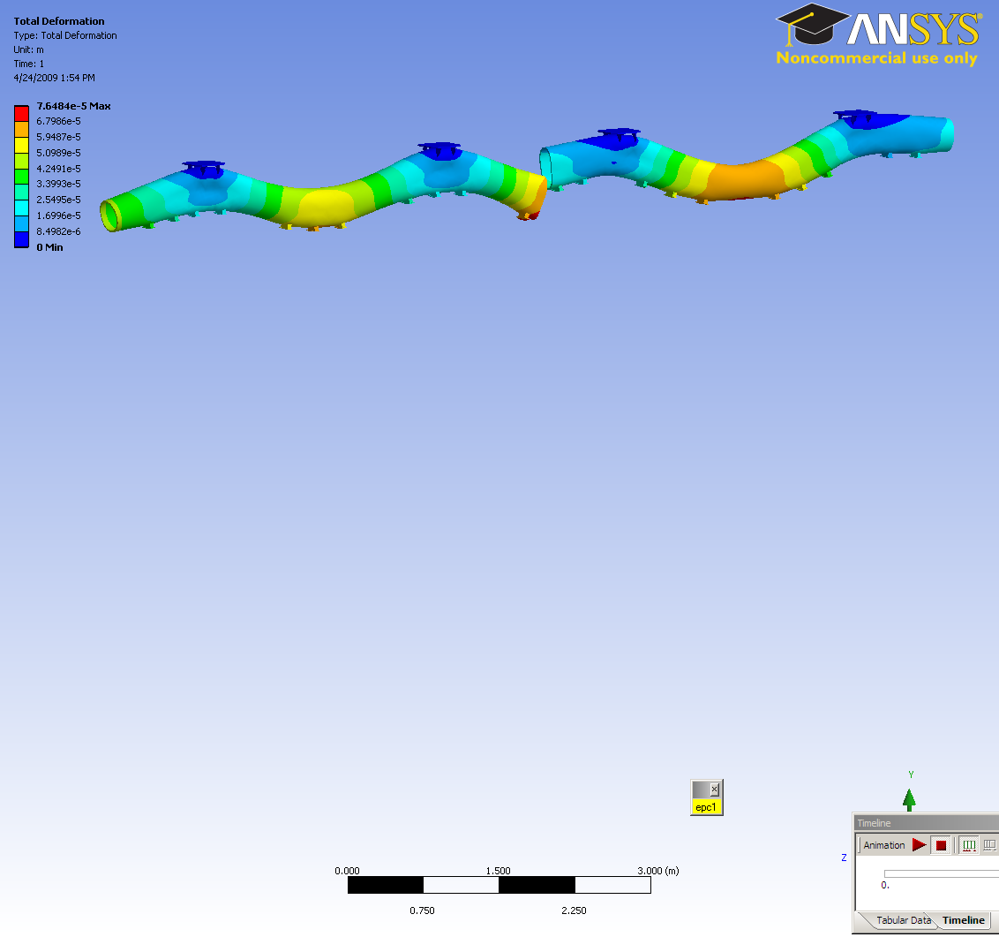 Total Deformation
Type: Total Deformation
Unit: m
Time: 1
4/24/2009 1:54 PM
ANSYS®
Noncommercial use only
7.6484e-5 Max
6.7986e-5
5.9487e-5
5.0989e-5
4.2491e-5
3.3993e-5
2.5495e-5
1.6996e-5
8.4982e-6
0 Min
epc1
Y
Z
Timeline
Animation
0.
Tabular Data Timeline
0.000 1.500 3.000 (m)
0.750 2.250